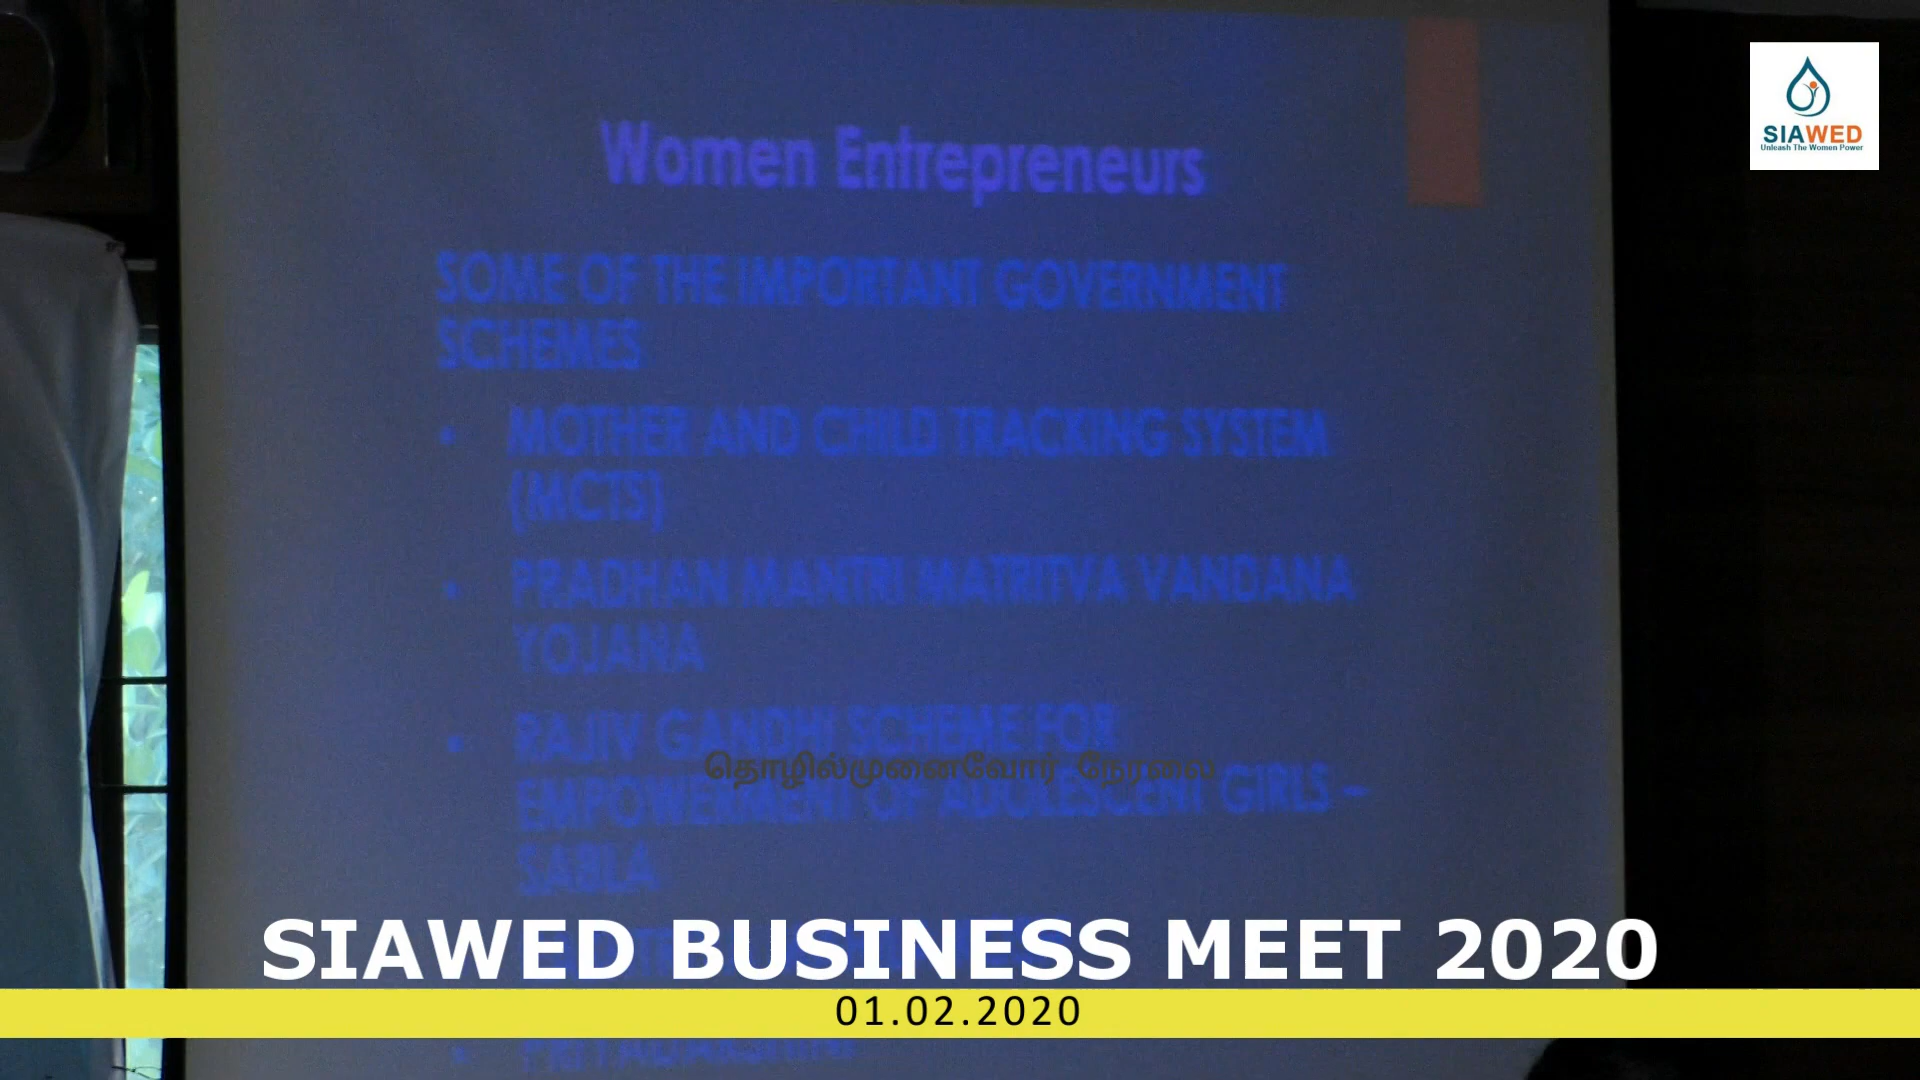 SIAWED
Unleash The Women Power
Women Entrepreneurs
SOME OF THE IMPORTANT GOVERNMENT
SCHEMES
• MOTHER AND CHILD TRACKING SYSTEM
(MCTS)
• PRADHAN MANTRI MATRITVA VANDANA
YOJANA
• RAJIV GANDHI SCHEME FOR
தொழில்முனைவோர் நேரலை
EMPOWERMENT OF ADOLESCENT GIRLS –
SABLA
SIAWED BUSINESS MEET 2020
01.02.2020
• PRIYADARSHINI